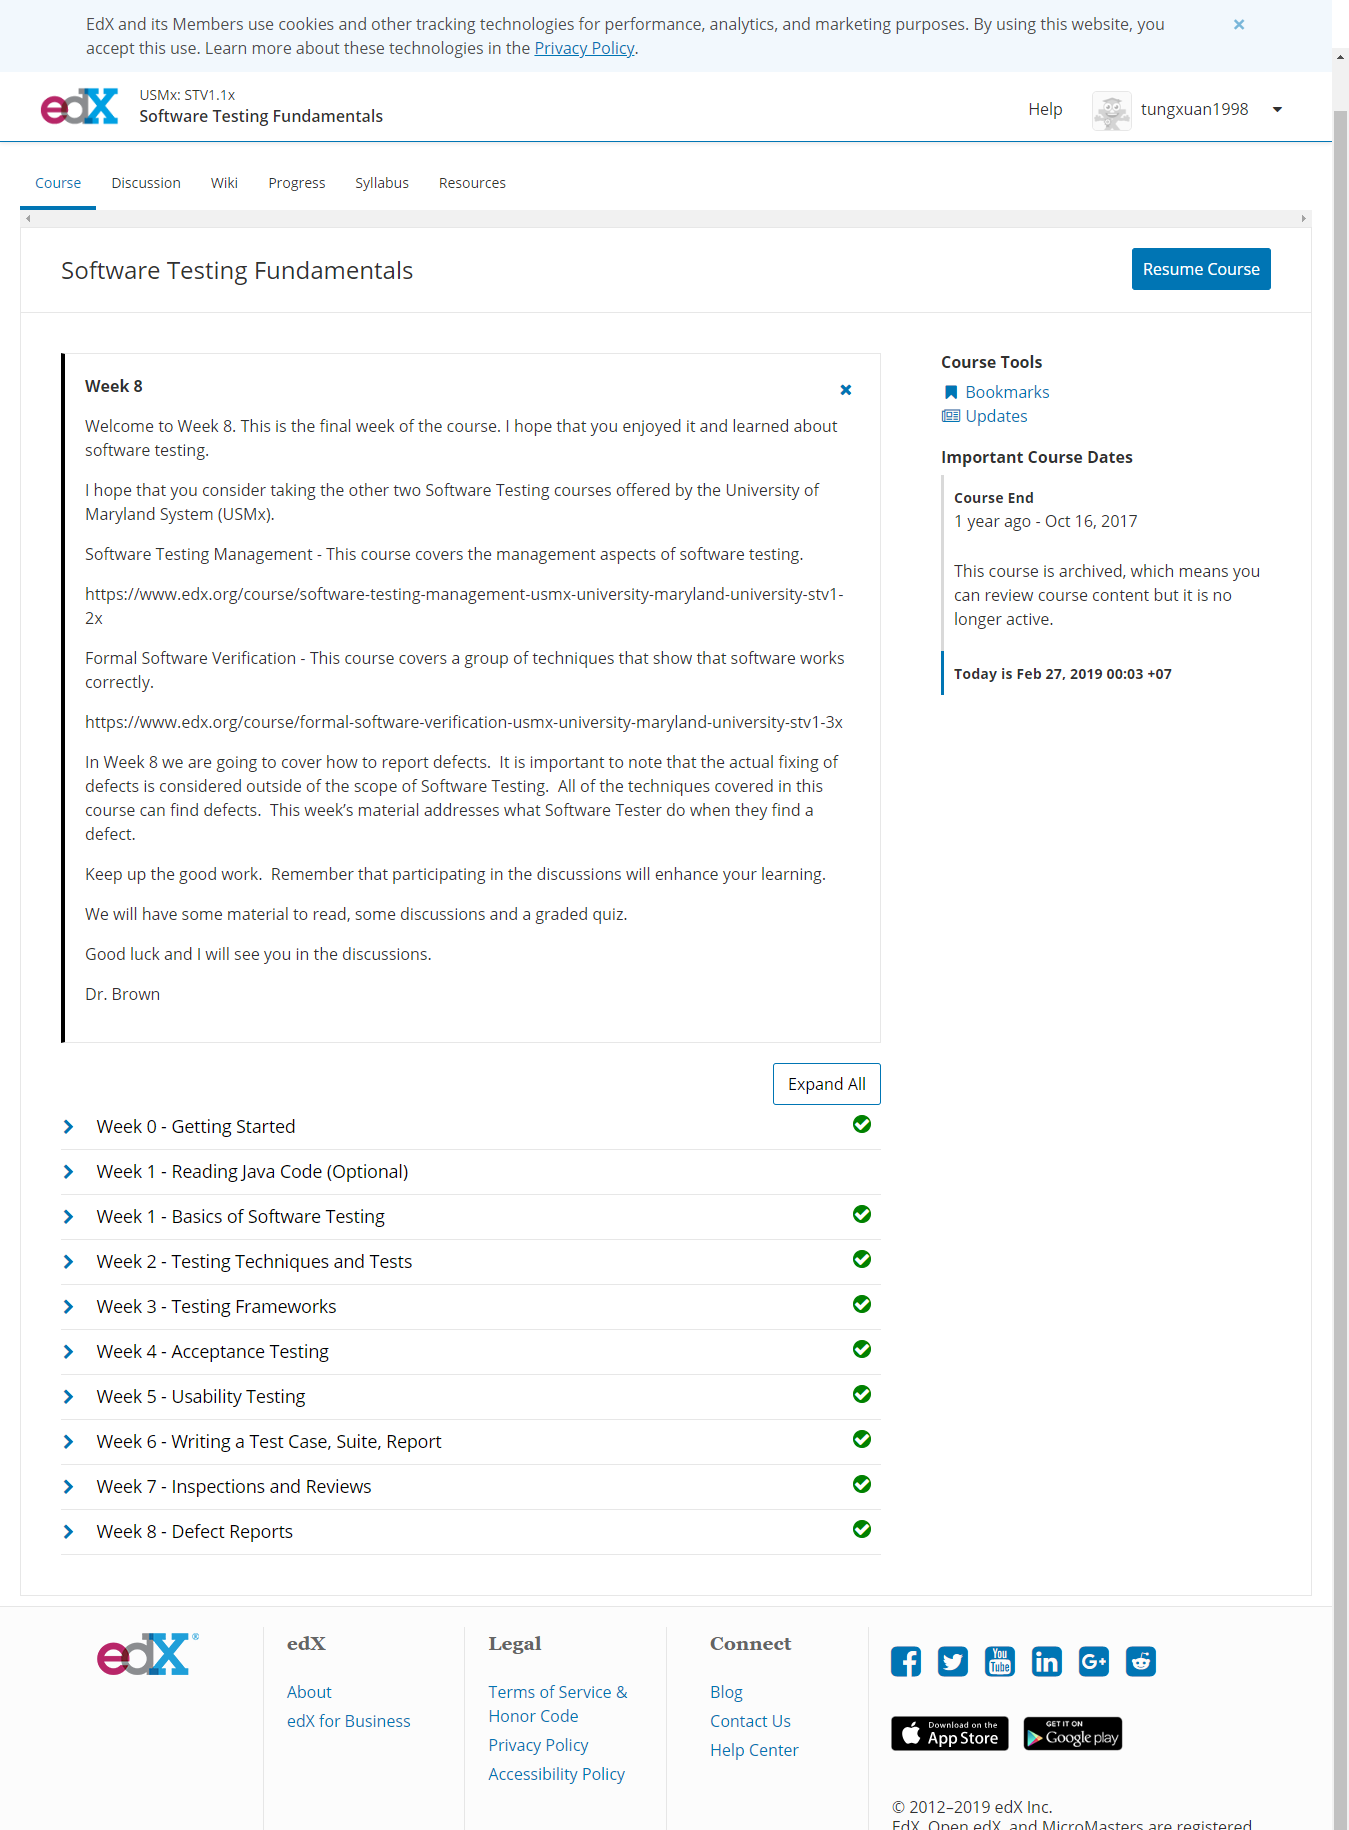 EdX and its Members use cookies and other tracking technologies for performance, analytics, and marketing purposes. By using this website, you
accept this use. Learn more about these technologies in the Privacy Policy.
edX
USMx: STV1.1x
Software Testing Fundamentals
Help
tungxuan1998
Course Discussion Wiki Progress Syllabus Resources
Software Testing Fundamentals
Resume Course
Week 8
Welcome to Week 8. This is the final week of the course. I hope that you enjoyed it and learned about
software testing.
I hope that you consider taking the other two Software Testing courses offered by the University of
Maryland System (USMx).
Software Testing Management - This course covers the management aspects of software testing.
https://www.edx.org/course/software-testing-management-usmx-university-maryland-university-stv1-
2x
Formal Software Verification - This course covers a group of techniques that show that software works
correctly.
https://www.edx.org/course/formal-software-verification-usmx-university-maryland-university-stv1-3x
In Week 8 we are going to cover how to report defects.  It is important to note that the actual fixing of
defects is considered outside of the scope of Software Testing.  All of the techniques covered in this
course can find defects.  This week’s material addresses what Software Tester do when they find a
defect.
Keep up the good work.  Remember that participating in the discussions will enhance your learning.
We will have some material to read, some discussions and a graded quiz.
Good luck and I will see you in the discussions.
Dr. Brown
Course Tools
Bookmarks
Updates
Important Course Dates
Course End
1 year ago - Oct 16, 2017
This course is archived, which means you
can review course content but it is no
longer active.
Today is Feb 27, 2019 00:03 +07
Expand All
Week 0 - Getting Started
Week 1 - Reading Java Code (Optional)
Week 1 - Basics of Software Testing
Week 2 - Testing Techniques and Tests
Week 3 - Testing Frameworks
Week 4 - Acceptance Testing
Week 5 - Usability Testing
Week 6 - Writing a Test Case, Suite, Report
Week 7 - Inspections and Reviews
Week 8 - Defect Reports
edX®
edX
About
edX for Business
Legal
Terms of Service &
Honor Code
Privacy Policy
Accessibility Policy
Connect
Blog
Contact Us
Help Center
You
Tube
in
G+
Download on the
App Store
GET IT ON
Google play
© 2012–2019 edX Inc.
EdX, Open edX, and MicroMasters are registered